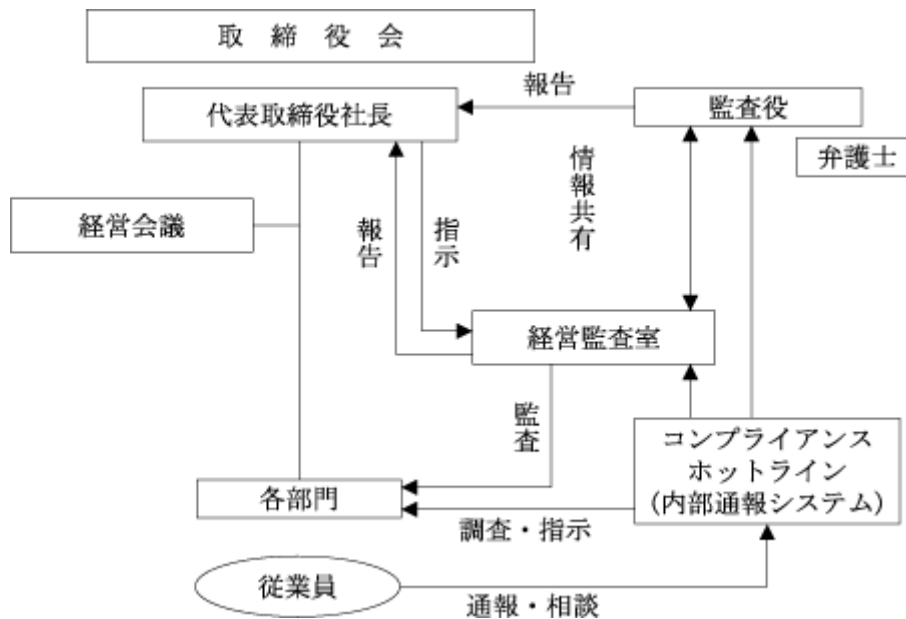 取締役会
代表取締役社長
報告
監査役
弁護士
経営会議
報告
指示
情報共有
経営監査室
監査
コンプライアンス
ホットライン
(内部通報システム)
各部門
調査・指示
従業員
通報・相談